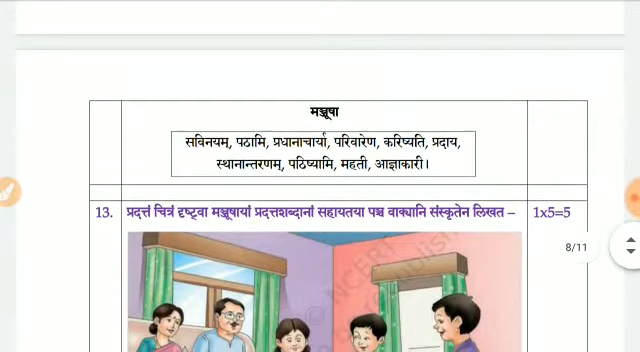 मञ्जूषा
सविनयम्, पठामि, प्रधानाचार्या, परिवारेण, करिष्यति, प्रदाय,
स्थानान्तरणम्, पठिष्यामि, महती, आज्ञाकारी।
13. प्रदत्तं चित्रं दृष्ट्वा मञ्जूषायां प्रदत्तशब्दानां सहायतया पञ्च वाक्यानि संस्कृतेन लिखत – 1x5=5
8/11
© NCERT